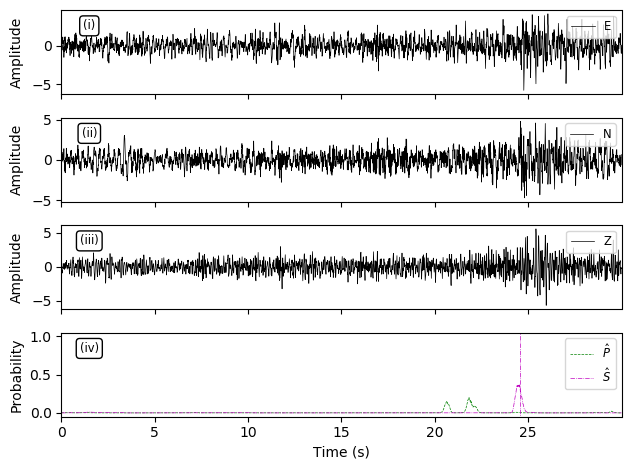 (i)
E
Amplitude
0
−5
(ii)
N
Amplitude
5
0
−5
(iii)
Z
Amplitude
5
0
−5
(iv)
P̂
Ŝ
Probability
1.0
0.5
0.0
0 5 10 15 20 25
Time (s)